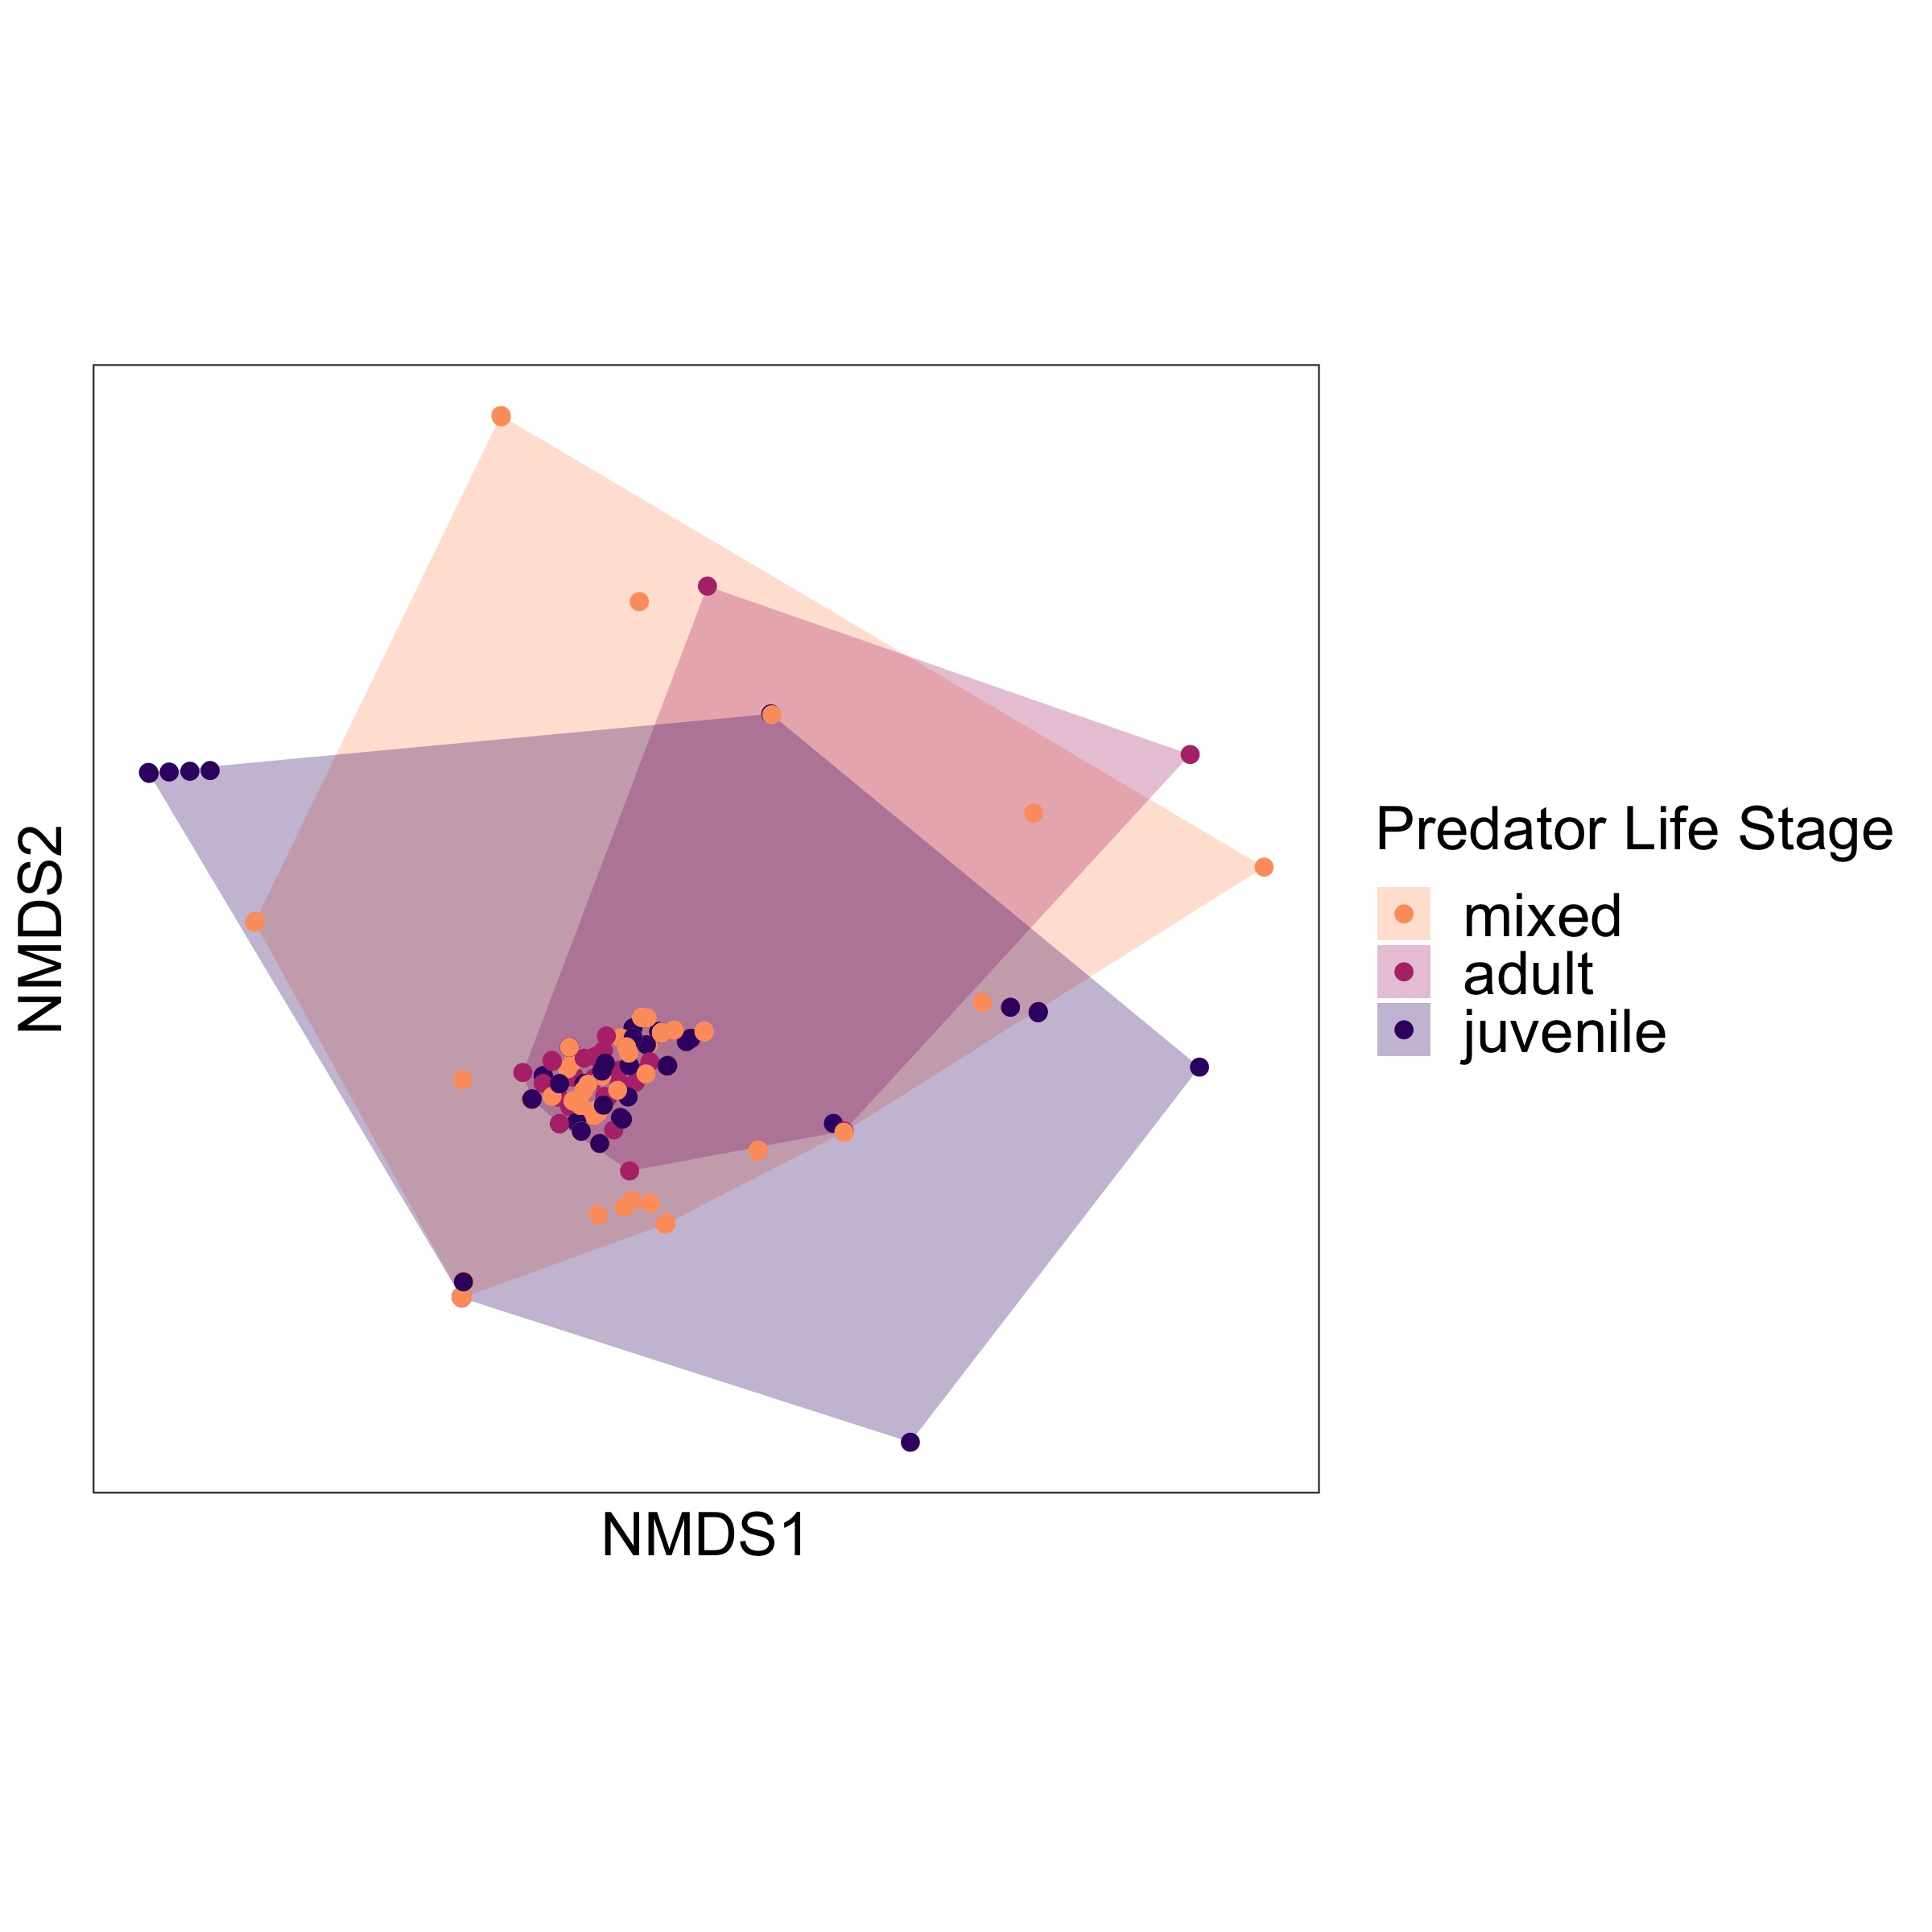 NMDS2
NMDS1
Predator Life Stage
mixed
adult
juvenile